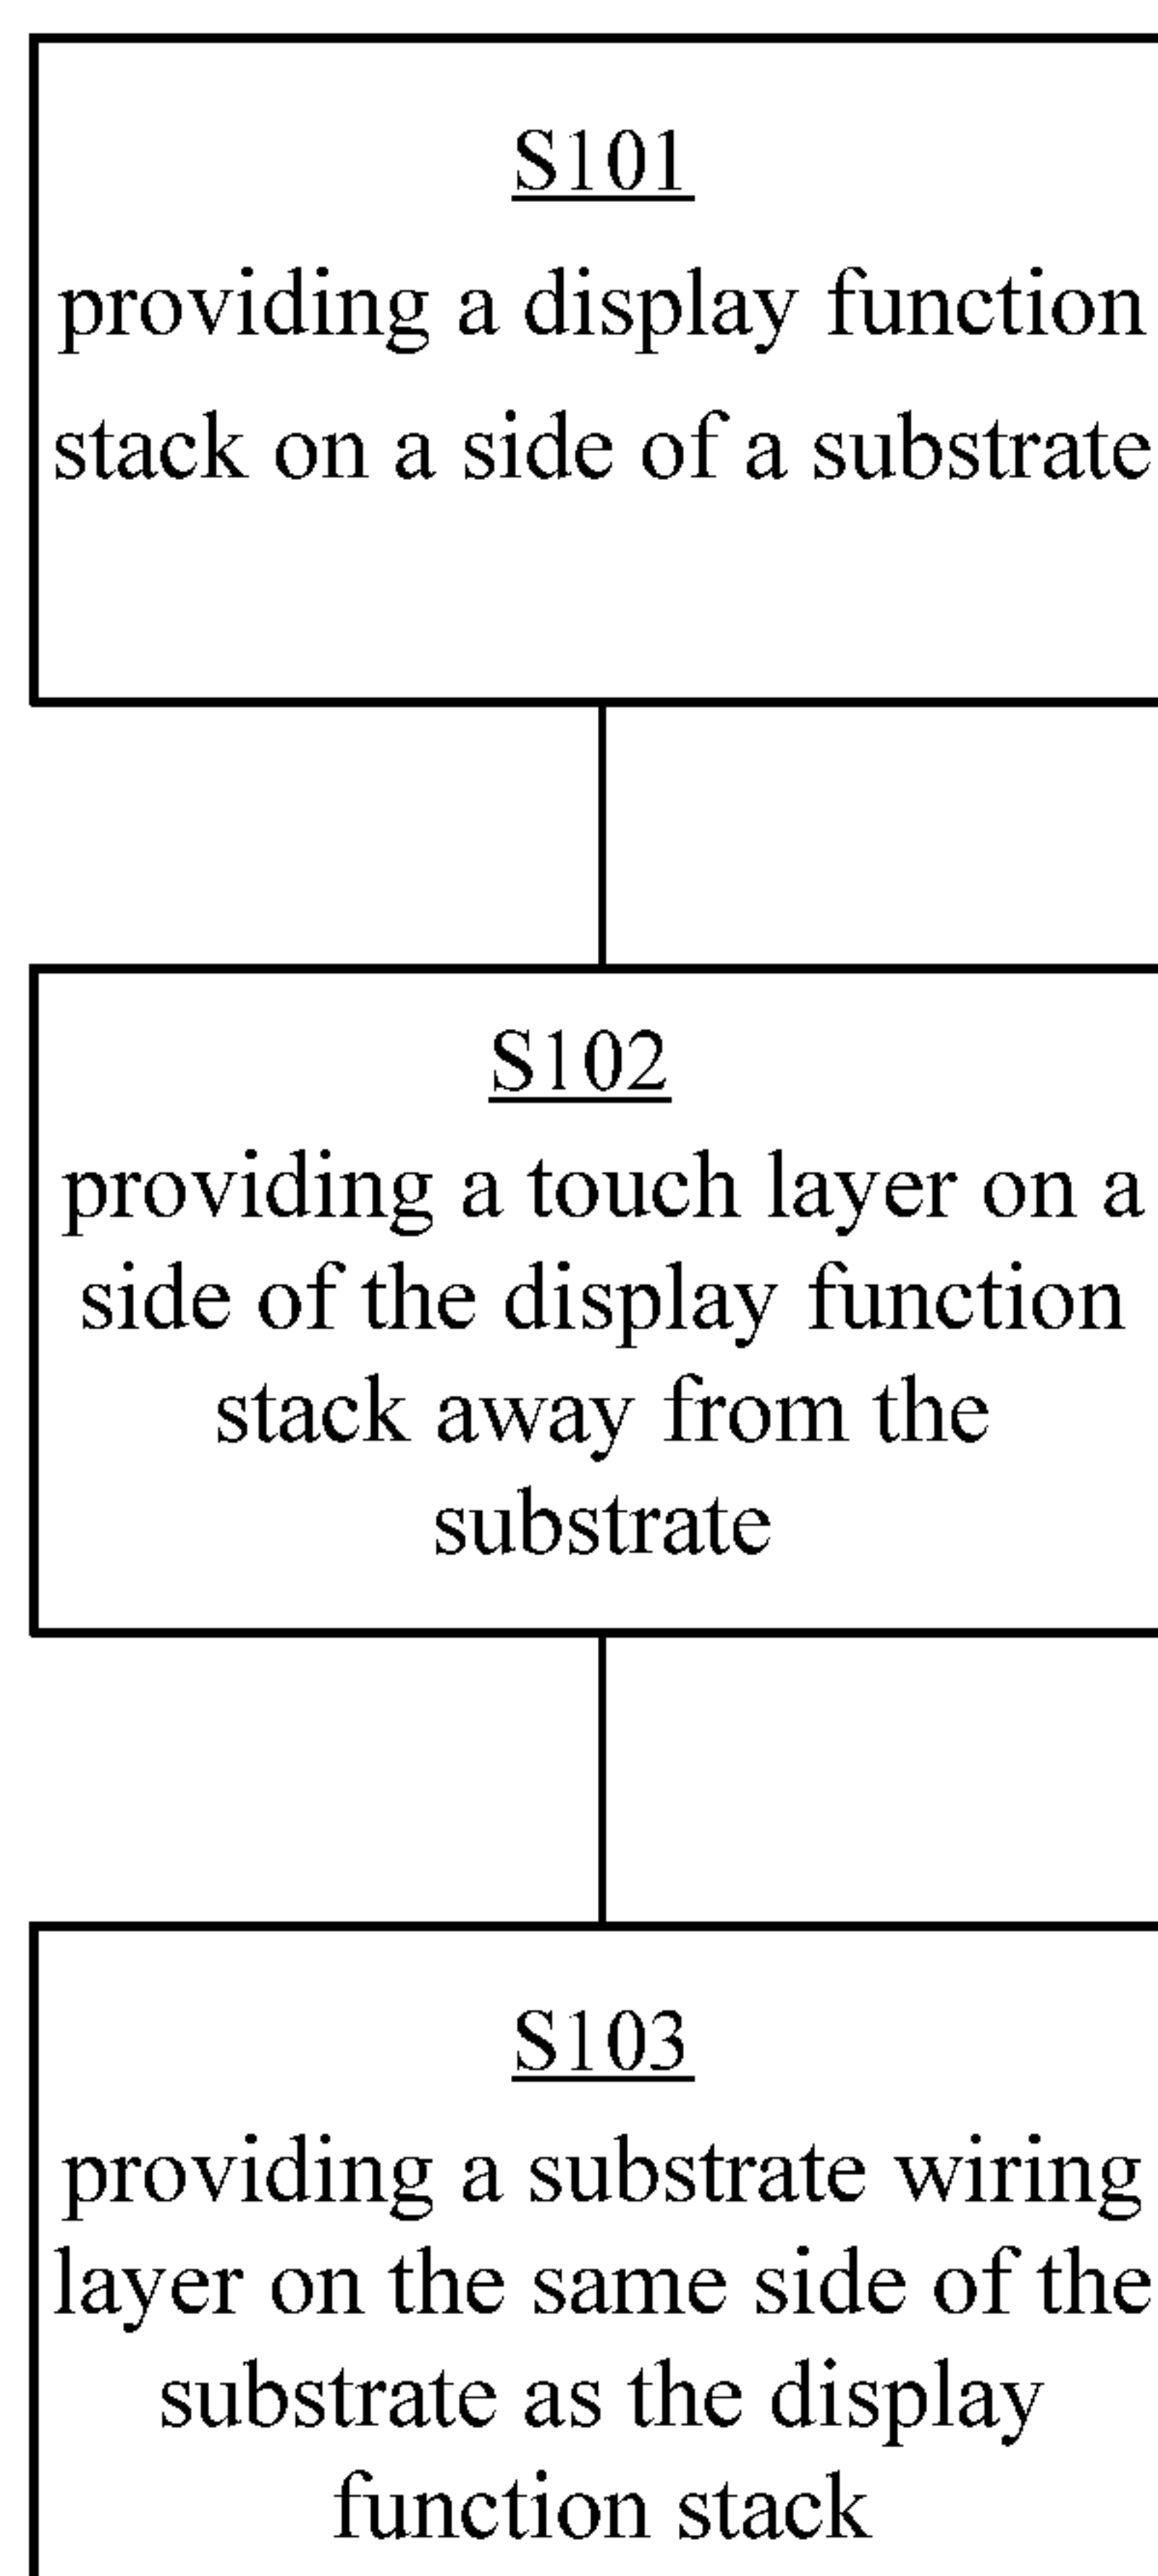 S101
providing a display function
stack on a side of a substrate
S102
providing a touch layer on a
side of the display function
stack away from the
substrate
S103
providing a substrate wiring
layer on the same side of the
substrate as the display
function stack